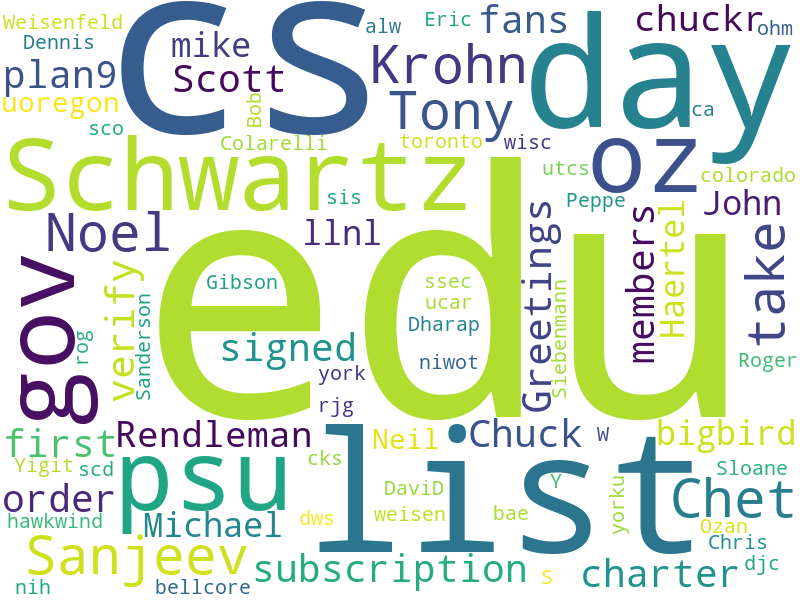 Weisenfeld
cs
alw
Eric
fans
chuckr
ohm
Dennis
mike
day
plan9
Scott
Krohn
uoregon
Bob
Tony
ca
sco
Colarelli
toronto
wisc
oz
Schwartz
utcs
colorado
sis
Peppe
John
Noel
llnl
edu
Greetings
members
Haertel
take
gov
verify
Gibson
ssec
ucar
Siebenmann
Sanderson
rog
Dharap
signed
niwot
york
Roger
rjg
first
Rendleman
Neil
Chuck
W
bigbird
list
Yigit
scd
psu
cks
Sloane
order
DaviD
Y
yorku
Chet
hawkwind
Michael
dws
weisen
bae
Ozan
Chris
Sanjeev
subscription
S
charter
djc
nih
bellcore